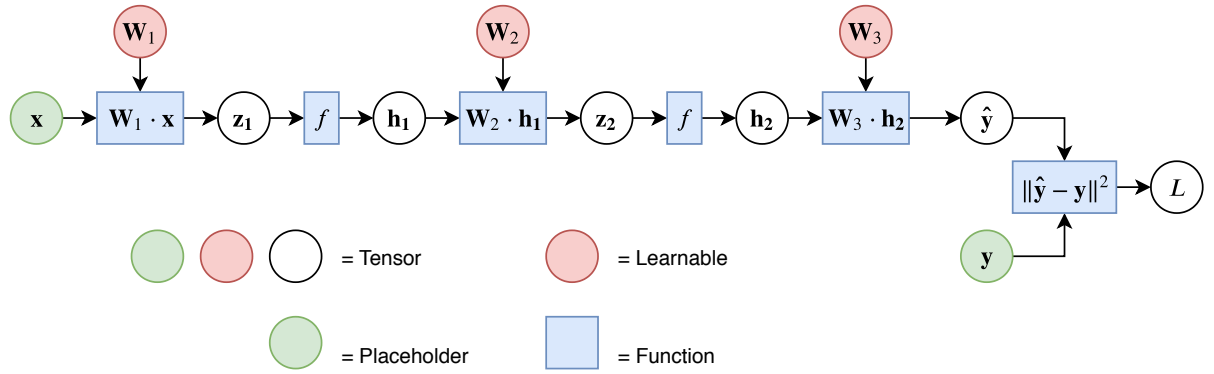 W₁ W₂ W₃
x W₁ · x z₁ f h₁ W₂ · h₁ z₂ f h₂ W₃ · h₂ ŷ
‖ŷ − y‖² L
y
= Tensor = Learnable
= Placeholder = Function